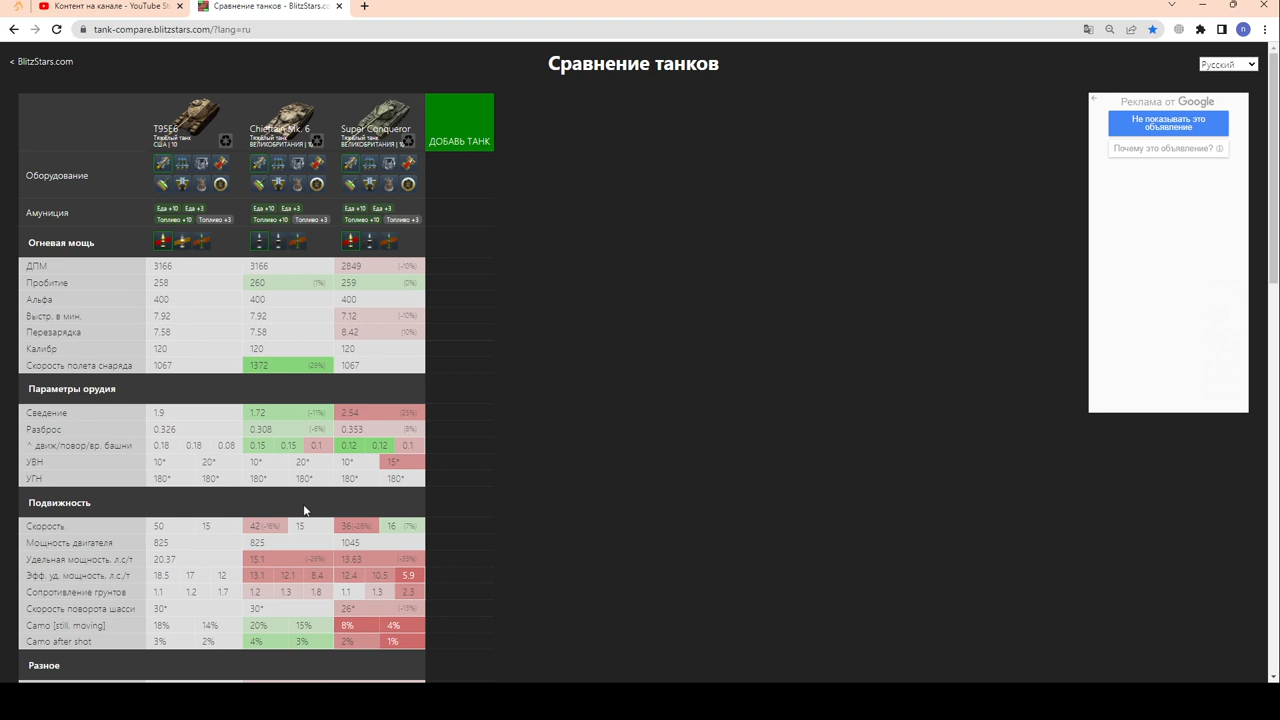 Контент на канале - YouTube St
Сравнение танков - BlitzStars.co
tank-compare.blitzstars.com/?lang=ru
n
< BlitzStars.com
Сравнение танков
Русский
T95E6
Тяжёлый танк
США | 10
Chieftain Mk. 6
Тяжёлый танк
ВЕЛИКОБРИТАНИЯ | 10
Super Conqueror
Тяжёлый танк
ВЕЛИКОБРИТАНИЯ | 10
ДОБАВЬ ТАНК
Реклама от Google
Не показывать это объявление
Почему это объявление?
Оборудование
Амуниция
Еда +10 Еда +3 Еда +10 Еда +3 Еда +10 Еда +3
Топливо +10 Топливо +3 Топливо +10 Топливо +3 Топливо +10 Топливо +3
Огневая мощь
ДПМ 3166 3166 2849 (-10%)
Пробитие 258 260 (1%) 259 (0%)
Альфа 400 400 400
Выстр. в мин. 7.92 7.92 7.12 (-10%)
Перезарядка 7.58 7.58 8.42 (10%)
Калибр 120 120 120
Скорость полета снаряда 1067 1372 (29%) 1067
Параметры орудия
Сведение 1.9 1.72 (-11%) 2.54 (25%)
Разброс 0.326 0.308 (-6%) 0.353 (8%)
^ движ/повор/вр. башни 0.18 0.18 0.08 0.15 0.15 0.1 0.12 0.12 0.1
УВН 10° 20° 10° 20° 10° 15°
УГН 180° 180° 180° 180° 180° 180°
Подвижность
Скорость 50 15 42 (-16%) 15 36 (-28%) 16 (7%)
Мощность двигателя 825 825 1045
Удельная мощность. л.с/т 20.37 15.1 (-26%) 13.63 (-33%)
Эфф. уд. мощность. л.с./т 18.5 17 12 13.1 12.1 8.4 12.4 10.5 5.9
Сопротивление грунтов 1.1 1.2 1.7 1.2 1.3 1.8 1.1 1.3 2.3
Скорость поворота шасси 30° 30° 26° (-13%)
Camo [still. moving] 18% 14% 20% 15% 8% 4%
Camo after shot 3% 2% 4% 3% 2% 1%
Разное